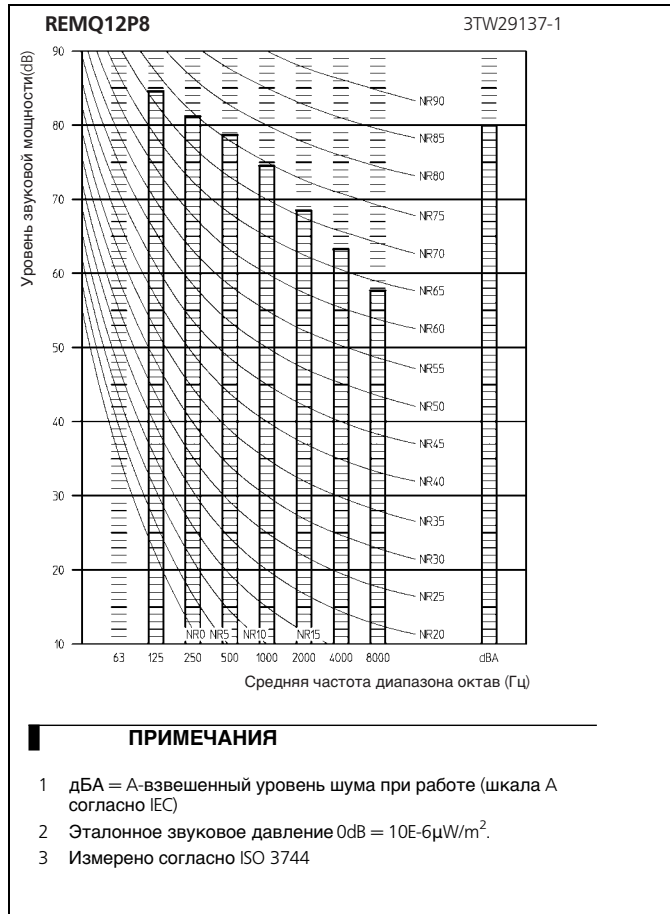 REMQ12P8 3TW29137-1
Уровень звуковой мощности(dB)
90
80
70
60
50
40
30
20
10
NR90
NR85
NR80
NR75
NR70
NR65
NR60
NR55
NR50
NR45
NR40
NR35
NR30
NR25
NR20
NR0 NR5 NR10 NR15
63 125 250 500 1000 2000 4000 8000 dBA
Средняя частота диапазона октав (Гц)
ПРИМЕЧАНИЯ
1 дБА = А-взвешенный уровень шума при работе (шкала А
согласно IEC)
2 Эталонное звуковое давление 0dB = 10E-6µW/m².
3 Измерено согласно ISO 3744